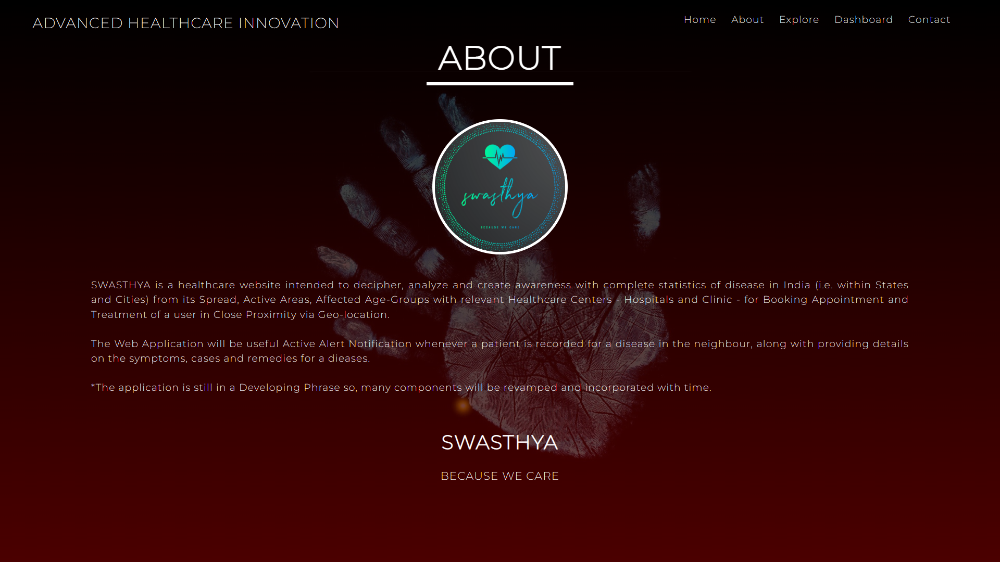 ADVANCED HEALTHCARE INNOVATION
Home About Explore Dashboard Contact
ABOUT
swasthya
BECAUSE WE CARE
SWASTHYA is a healthcare website intended to decipher, analyze and create awareness with complete statistics of disease in India (i.e. within States
and Cities) from its Spread, Active Areas, Affected Age-Groups with relevant Healthcare Centers - Hospitals and Clinic - for Booking Appointment and
Treatment of a user in Close Proximity via Geo-location.
The Web Application will be useful Active Alert Notification whenever a patient is recorded for a disease in the neighbour, along with providing details
on the symptoms, cases and remedies for a dieases.
*The application is still in a Developing Phrase so, many components will be revamped and incorporated with time.
SWASTHYA
BECAUSE WE CARE